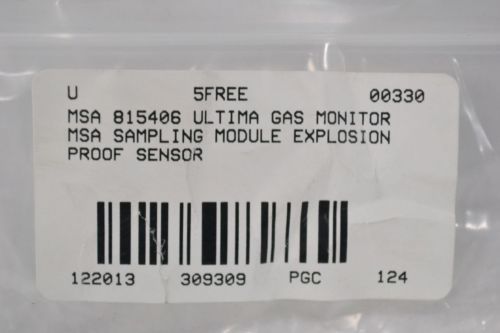 U 5FREE 00330
MSA 815406 ULTIMA GAS MONITOR
MSA SAMPLING MODULE EXPLOSION
PROOF SENSOR
122013 309309 PGC 124